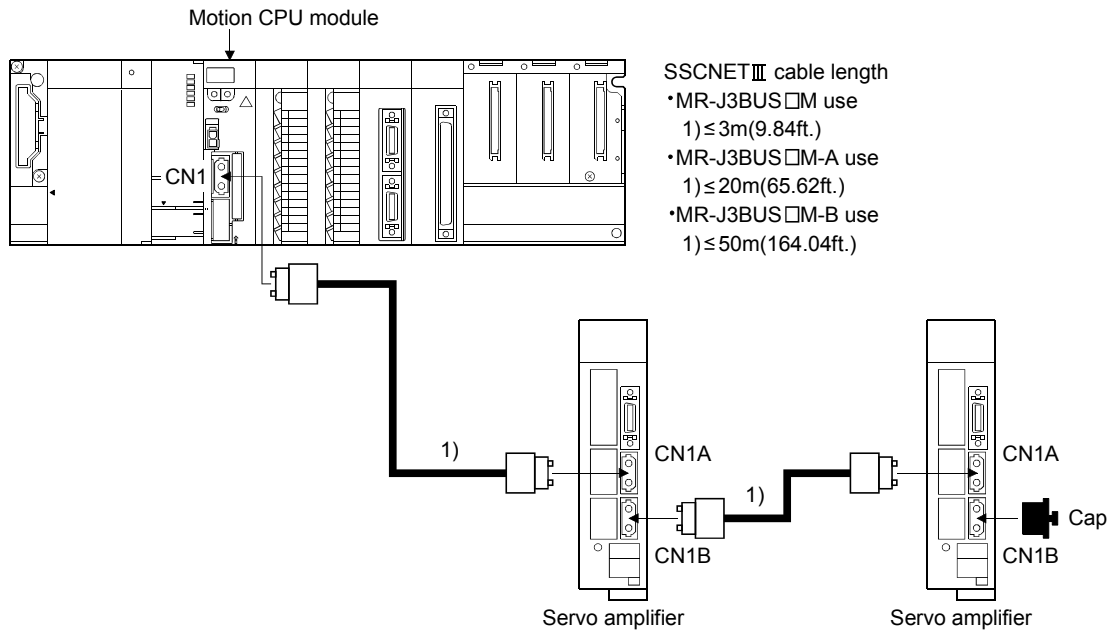 Motion CPU module
SSCNETⅢ cable length
•MR-J3BUS□M use
1)≤3m(9.84ft.)
•MR-J3BUS□M-A use
1)≤20m(65.62ft.)
•MR-J3BUS□M-B use
1)≤50m(164.04ft.)
CN1
1)
CN1A
CN1B
Servo amplifier
1)
CN1A
Cap
CN1B
Servo amplifier